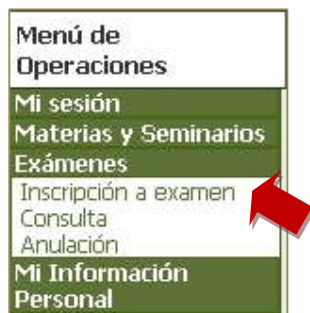 Menú de
Operaciones
Mi sesión
Materias y Seminarios
Exámenes
Inscripción a examen
Consulta
Anulación
Mi Información
Personal